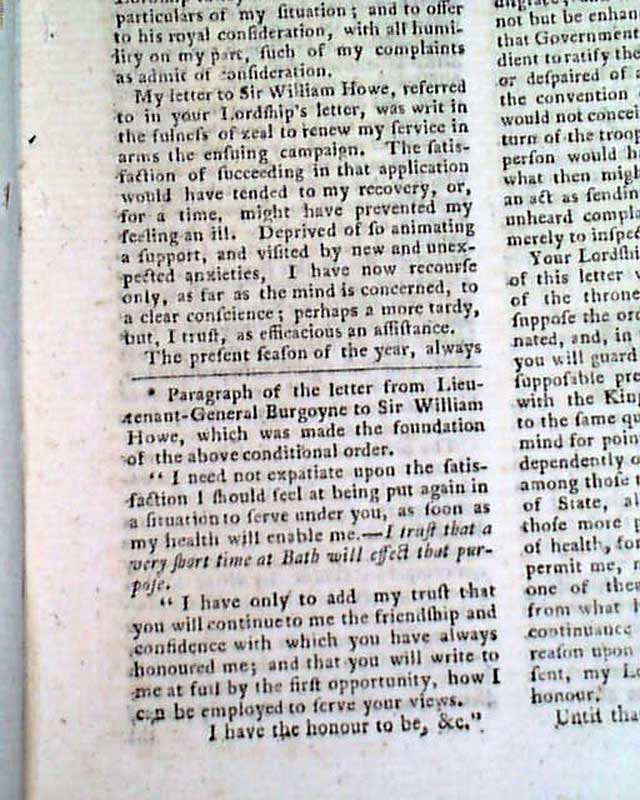 particulars of my ſituation; and to offer
to his royal conſideration, with all humi-
lity on my part, ſuch of my complaints
as admit of conſideration.
My letter to Sir William Howe, referred
to in your Lordſhip's letter, was writ in
the fulneſs of zeal to renew my ſervice in
arms the enſuing campaign. The ſatis-
faction of ſucceeding in that application
would have tended to my recovery, or,
for a time, might have prevented my
feeling an ill. Deprived of ſo animating
a ſupport, and viſited by new and unex-
pected anxieties, I have now recourſe
only, as far as the mind is concerned, to
a clear conſcience; perhaps a more tardy,
but, I truſt, as efficacious an aſſiſtance.
The preſent ſeaſon of the year, always
* Paragraph of the letter from Lieu-
tenant-General Burgoyne to Sir William
Howe, which was made the foundation
of the above conditional order.
“ I need not expatiate upon the ſatis-
faction I ſhould feel at being put again in
a ſituation to ſerve under you, as ſoon as
my health will enable me.—I truſt that a
very ſhort time at Bath will effect that pur-
poſe.
“ I have only to add my truſt that
you will continue to me the friendſhip and
confidence with which you have always
honoured me; and that you will write to
me at full by the firſt opportunity, how I
can be employed to ſerve your views.
I have the honour to be, &c.”
not but be enhan
that Government
dient to ratify the
or deſpaired of a
the convention
would not concei
turn of the troop
perſon would h
what then migh
an act as ſendin
unheard compla
merely to inſpec
Your Lordſhi
of this letter
of the throne
ſuppoſe the ord
nated, and, in
you will guard
ſuppoſable pre
with the King
to the ſame qu
mind for poin
dependently o
among thoſe
of State, al
thoſe more
of health, for
permit me,
one of the
from what
continuance
reaſon upon
ſent, my Lo
honour.
Until tha